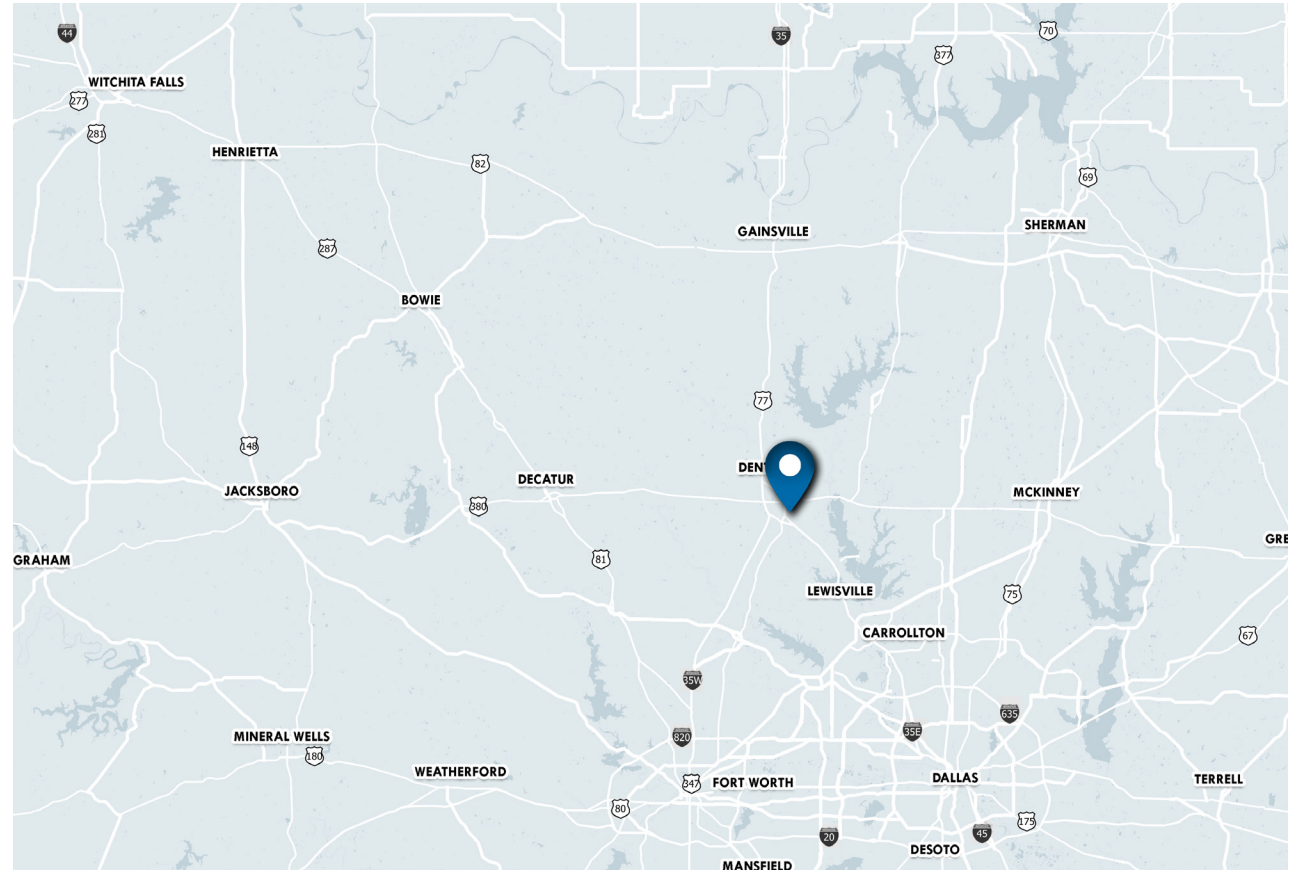 44
35
70
377
WITCHITA FALLS
277
281
HENRIETTA
82
69
GAINSVILLE
SHERMAN
287
BOWIE
77
148
DEN
DECATUR
JACKSBORO
MCKINNEY
380
GRAHAM
GRE
81
LEWISVILLE
75
CARROLLTON
67
35W
635
820
35E
MINERAL WELLS
180
WEATHERFORD
347
FORT WORTH
DALLAS
TERRELL
80
175
20
45
DESOTO
MANSFIELD